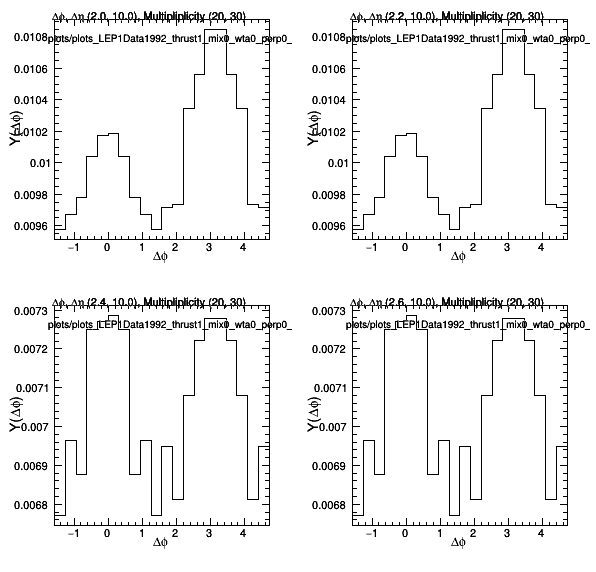 Δφ, Δη (2.0, 10.0), Multipliplicity (20, 30)
plots/plots_LEP1Data1992_thrust1_mix0_wta0_perp0_
Y(Δφ)
0.0108
0.0106
0.0104
0.0102
0.01
0.0098
0.0096
−1 0 1 2 3 4
Δφ
Δφ, Δη (2.2, 10.0), Multipliplicity (20, 30)
plots/plots_LEP1Data1992_thrust1_mix0_wta0_perp0_
Y(Δφ)
0.0108
0.0106
0.0104
0.0102
0.01
0.0098
0.0096
−1 0 1 2 3 4
Δφ
Δφ, Δη (2.4, 10.0), Multipliplicity (20, 30)
plots/plots_LEP1Data1992_thrust1_mix0_wta0_perp0_
Y(Δφ)
0.0073
0.0072
0.0071
0.007
0.0069
0.0068
−1 0 1 2 3 4
Δφ
Δφ, Δη (2.6, 10.0), Multipliplicity (20, 30)
plots/plots_LEP1Data1992_thrust1_mix0_wta0_perp0_
Y(Δφ)
0.0073
0.0072
0.0071
0.007
0.0069
0.0068
−1 0 1 2 3 4
Δφ